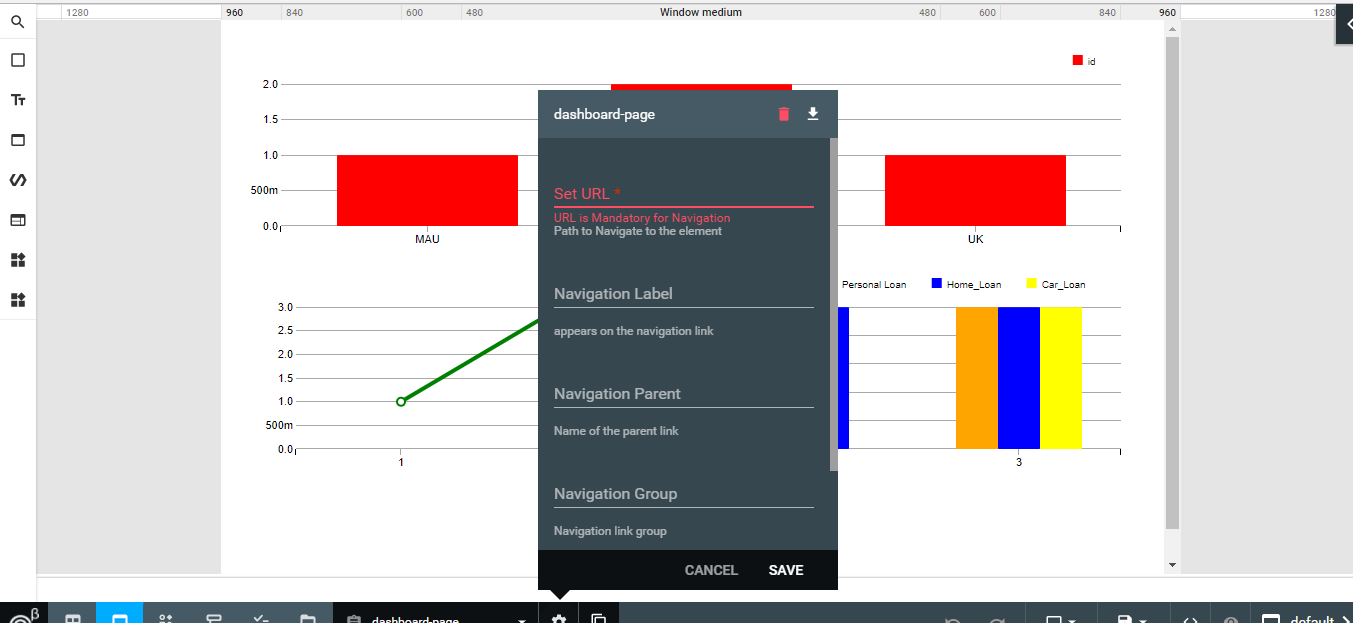 1280 960 840 600 480 Window medium 480 600 840 960 1280
id
2.0
1.5
1.0
500m
0.0
MAU UK
Personal Loan Home_Loan Car_Loan
3.0
2.5
2.0
1.5
1.0
500m
0.0
1 3
dashboard-page
Set URL *
URL is Mandatory for Navigation
Path to Navigate to the element
Navigation Label
appears on the navigation link
Navigation Parent
Name of the parent link
Navigation Group
Navigation link group
CANCEL SAVE
β
dashboard-page
default